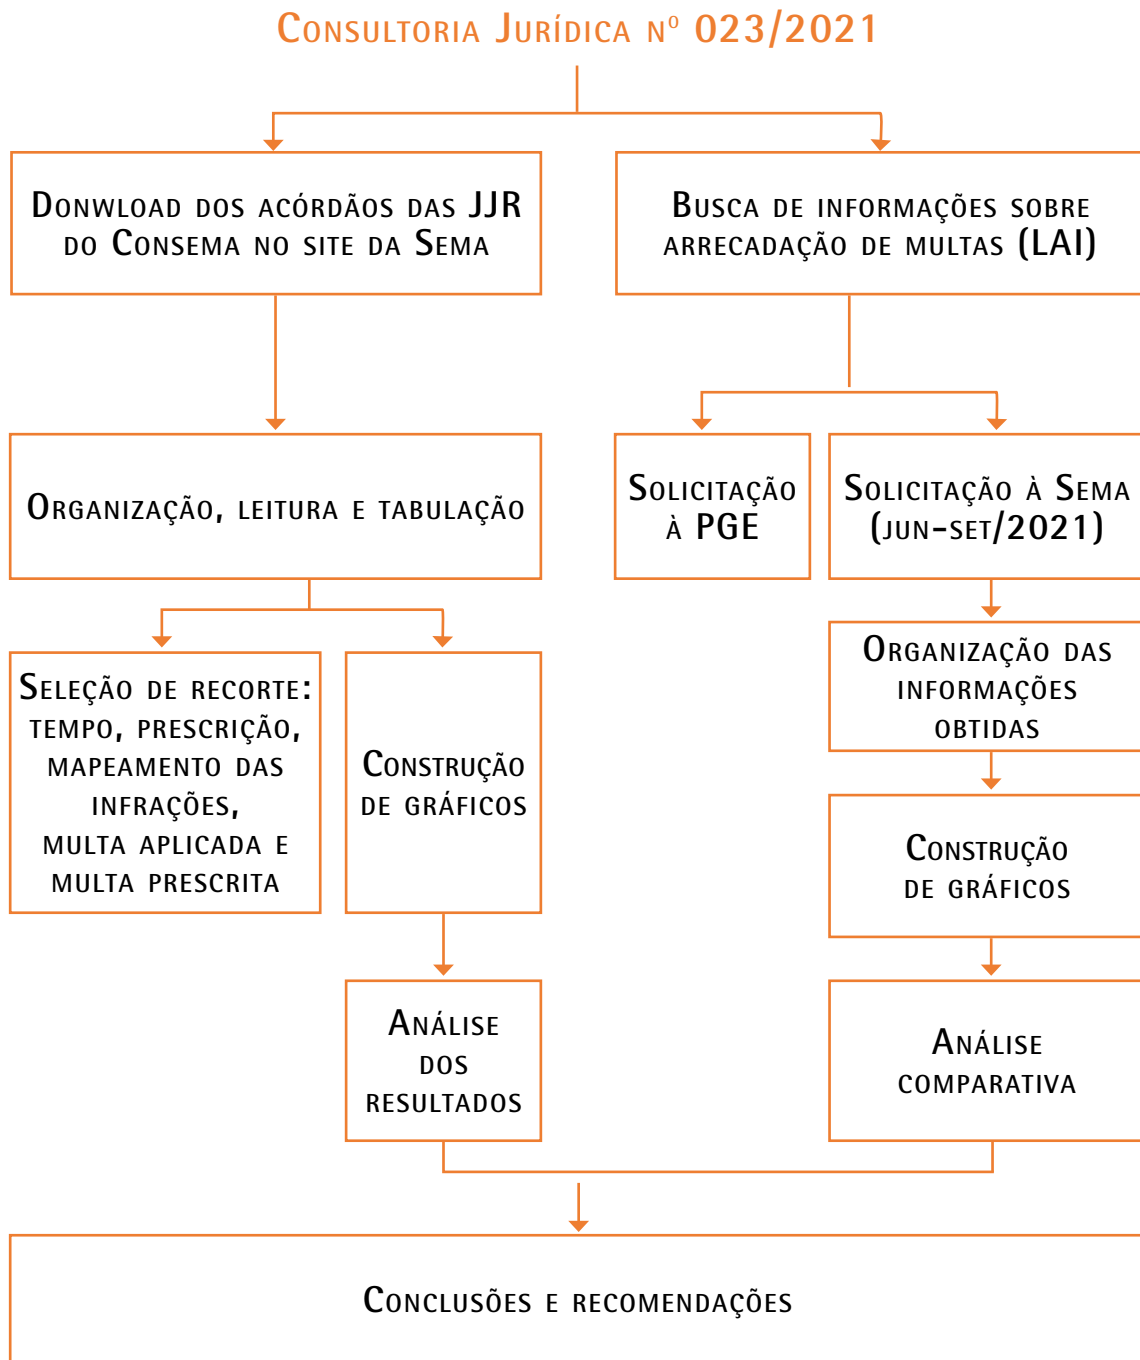 Consultoria Jurídica nº 023/2021
Donwload dos acórdãos das JJR
do Consema no site da Sema
Busca de informações sobre
arrecadação de multas (LAI)
Organização, leitura e tabulação
Solicitação
à PGE
Solicitação à Sema
(jun-set/2021)
Seleção de recorte:
tempo, prescrição,
mapeamento das
infrações,
multa aplicada e
multa prescrita
Construção
de gráficos
Organização das
informações
obtidas
Construção
de gráficos
Análise
dos
resultados
Análise
comparativa
Conclusões e recomendações